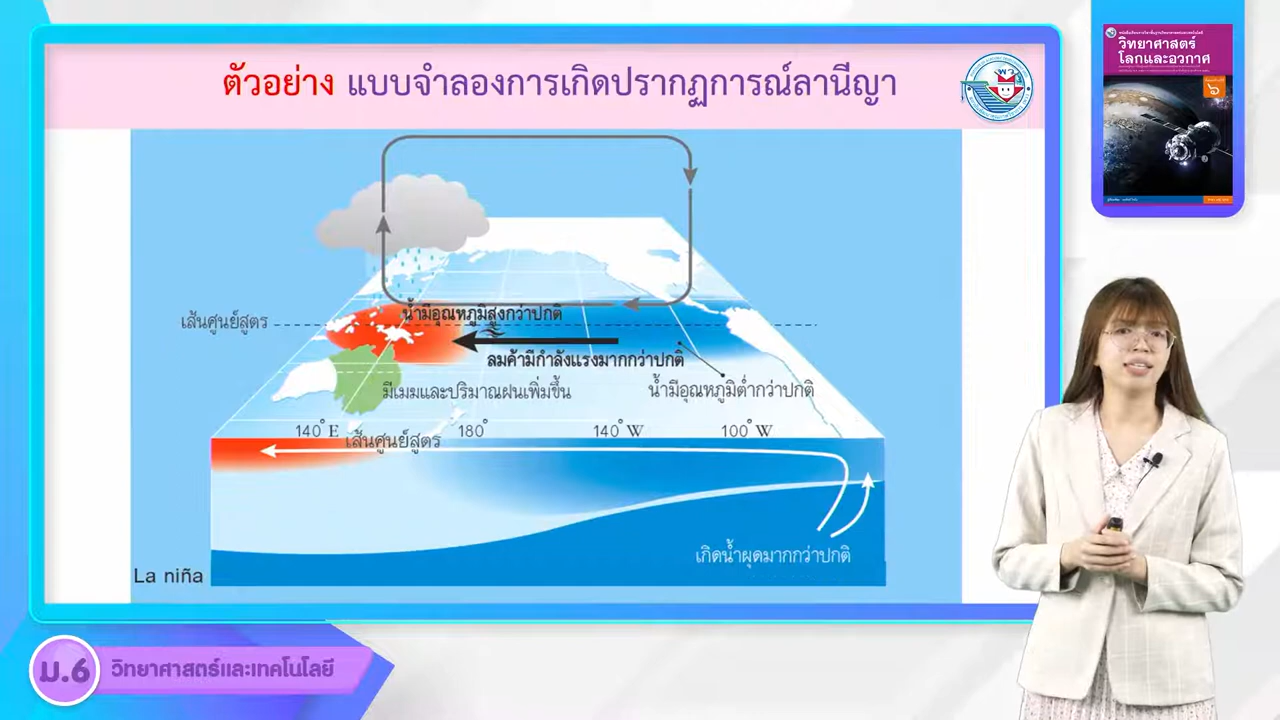 ตัวอย่าง แบบจำลองการเกิดปรากฏการณ์ลานีญา
พว
วิทยาศาสตร์
โลกและอวกาศ
๖
เส้นศูนย์สูตร
น้ำมีอุณหภูมิสูงกว่าปกติ
ลมค้ามีกำลังแรงมากกว่าปกติ
มีเมฆและปริมาณฝนเพิ่มขึ้น
น้ำมีอุณหภูมิต่ำกว่าปกติ
140° E 180° 140° W 100° W
เส้นศูนย์สูตร
เกิดน้ำผุดมากกว่าปกติ
La niña
ม.6 วิทยาศาสตร์และเทคโนโลยี